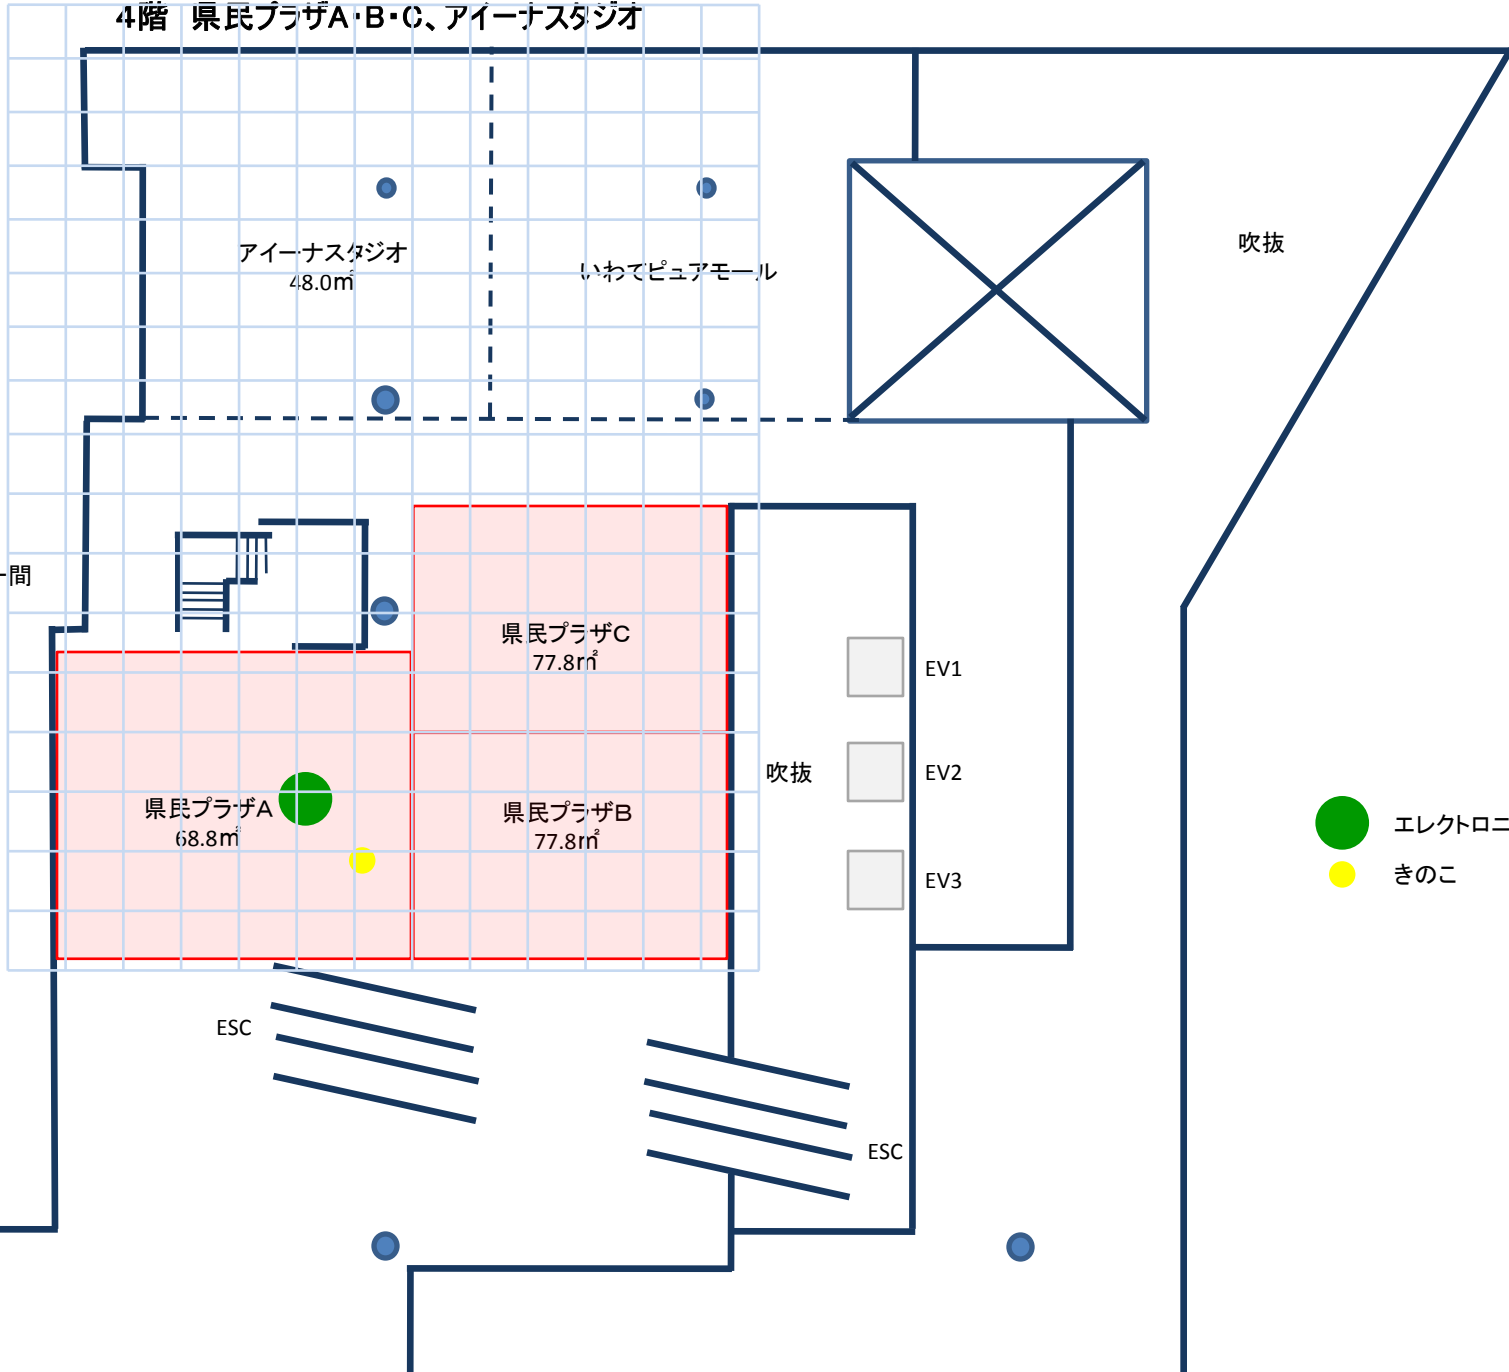 4階 県民プラザA・B・C、アイーナスタジオ
アイーナスタジオ
48.0㎡
いわてピュアモール
吹抜
間
県民プラザC
77.8㎡
EV1
吹抜
EV2
県民プラザA
68.8㎡
県民プラザB
77.8㎡
エレクトロニ
きのこ
EV3
ESC
ESC